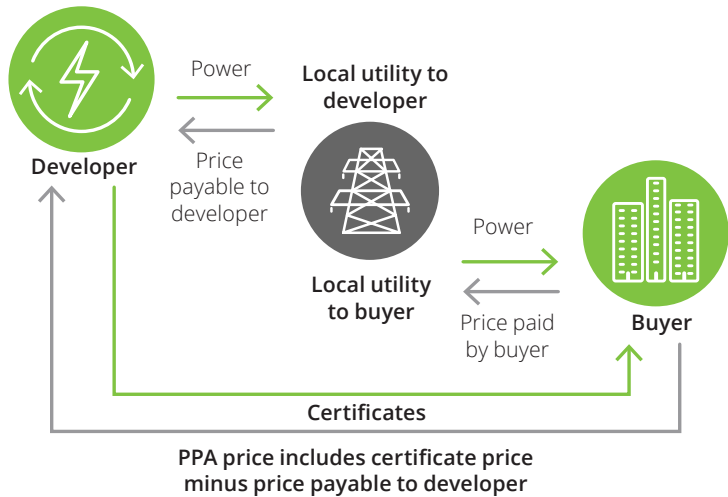 Power
Local utility to
developer
Developer
Price
payable to
developer
Power
Local utility
to buyer
Price paid
by buyer
Buyer
Certificates
PPA price includes certificate price
minus price payable to developer